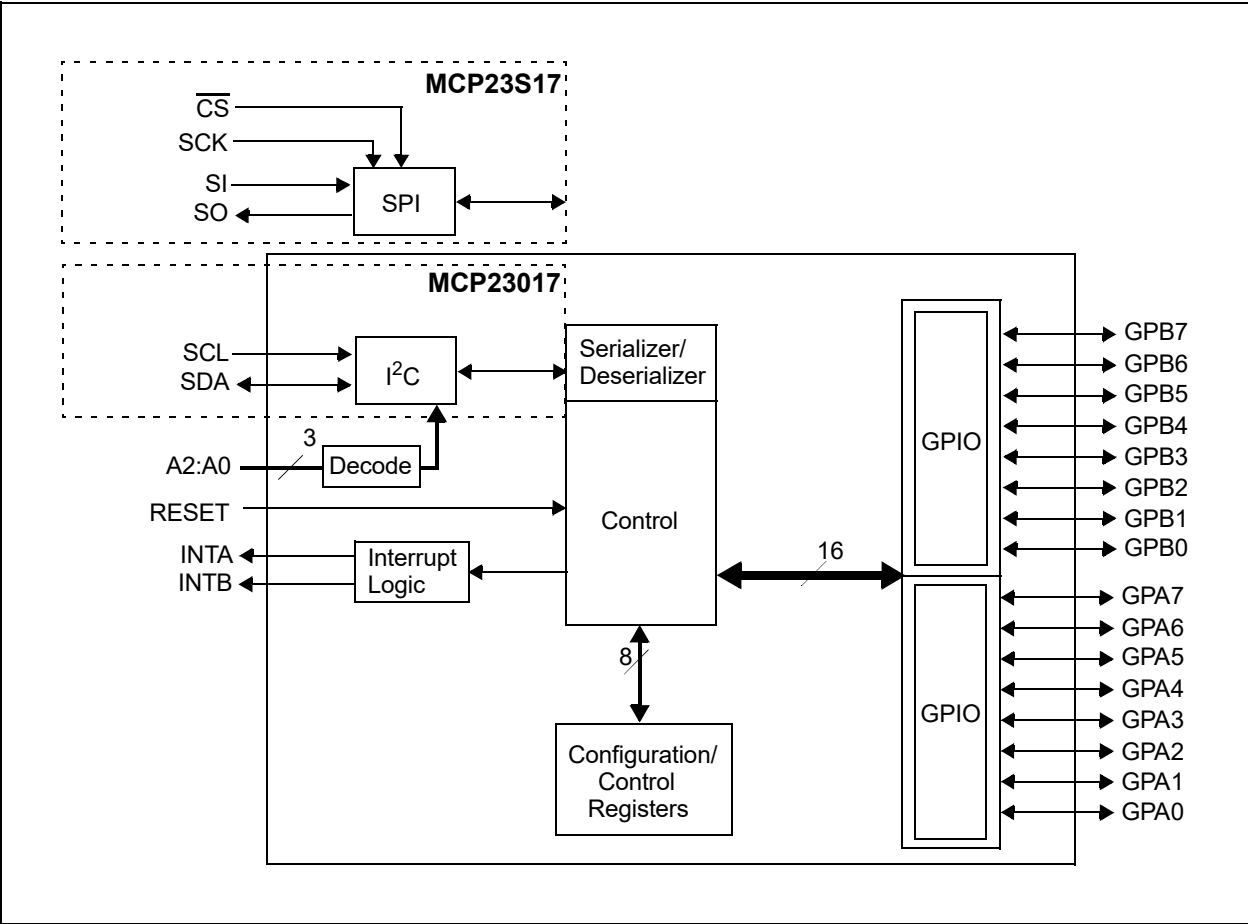 MCP23S17
CS
SCK
SI
SO
SPI
MCP23017
SCL
SDA
I²C
Serializer/
Deserializer
A2:A0
3
Decode
RESET
Control
INTA
INTB
Interrupt
Logic
16
8
Configuration/
Control
Registers
GPIO
GPB7
GPB6
GPB5
GPB4
GPB3
GPB2
GPB1
GPB0
GPIO
GPA7
GPA6
GPA5
GPA4
GPA3
GPA2
GPA1
GPA0